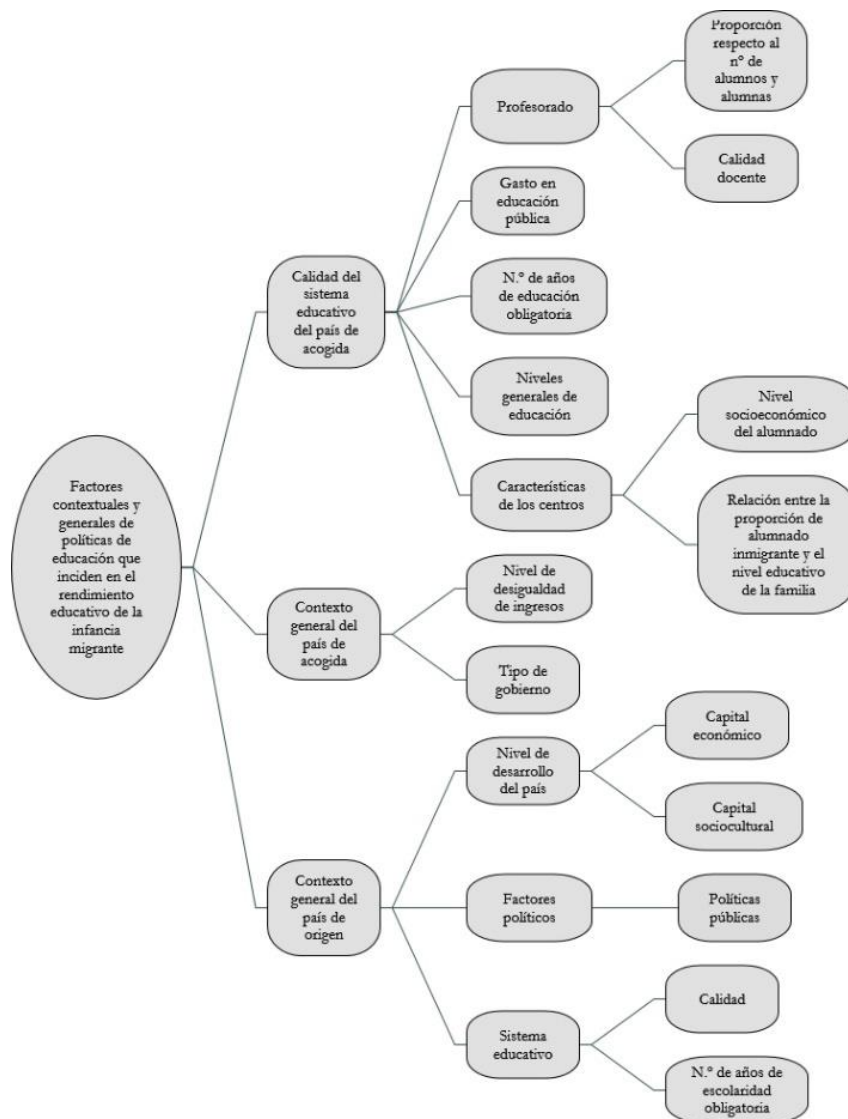 Proporción
respecto al
nº de
alumnos y
alumnas
Profesorado
Calidad
docente
Gasto en
educación
pública
Calidad del
sistema
educativo
del país de
acogida
N.º de años
de educación
obligatoria
Niveles
generales de
educación
Nivel
socioeconómico
del alumnado
Características
de los centros
Relación entre la
proporción de
alumnado
inmigrante y el
nivel educativo
de la familia
Factores
contextuales y
generales de
políticas de
educación que
inciden en el
rendimiento
educativo de la
infancia
migrante
Contexto
general del
país de
acogida
Nivel de
desigualdad
de ingresos
Tipo de
gobierno
Nivel de
desarrollo
del país
Capital
económico
Capital
sociocultural
Contexto
general del
país de
origen
Factores
políticos
Políticas
públicas
Sistema
educativo
Calidad
N.º de años de
escolaridad
obligatoria